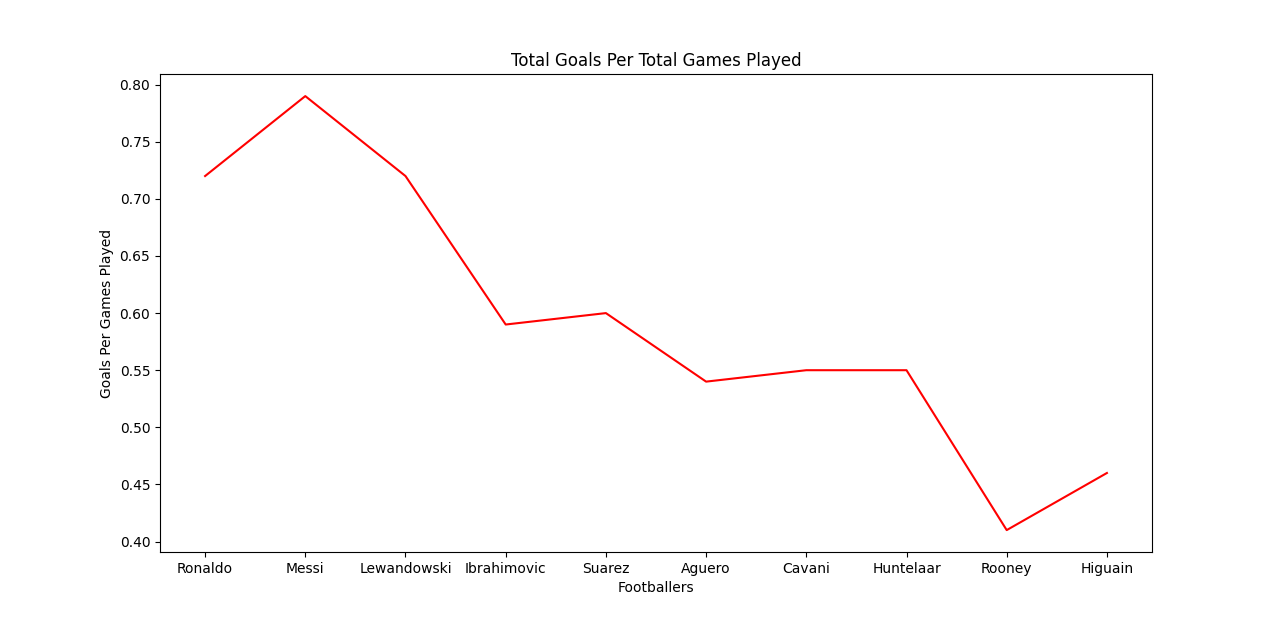 Total Goals Per Total Games Played
Goals Per Games Played
0.80
0.75
0.70
0.65
0.60
0.55
0.50
0.45
0.40
Ronaldo Messi Lewandowski Ibrahimovic Suarez Aguero Cavani Huntelaar Rooney Higuain
Footballers